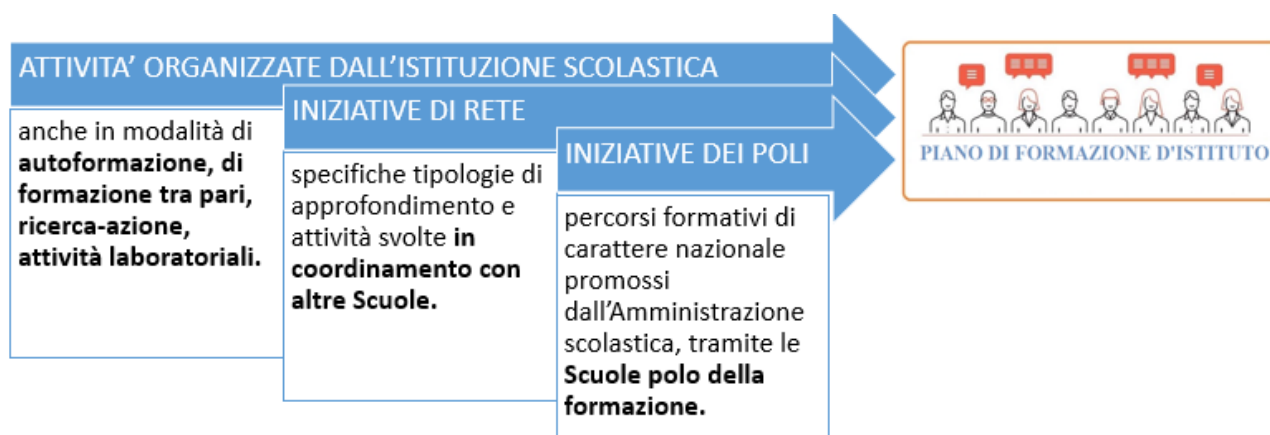 ATTIVITA' ORGANIZZATE DALL'ISTITUZIONE SCOLASTICA
anche in modalità di
autoformazione, di
formazione tra pari,
ricerca-azione,
attività laboratoriali.
INIZIATIVE DI RETE
specifiche tipologie di
approfondimento e
attività svolte in
coordinamento con
altre Scuole.
INIZIATIVE DEI POLI
percorsi formativi di
carattere nazionale
promossi
dall'Amministrazione
scolastica, tramite le
Scuole polo della
formazione.
PIANO DI FORMAZIONE D'ISTITUTO